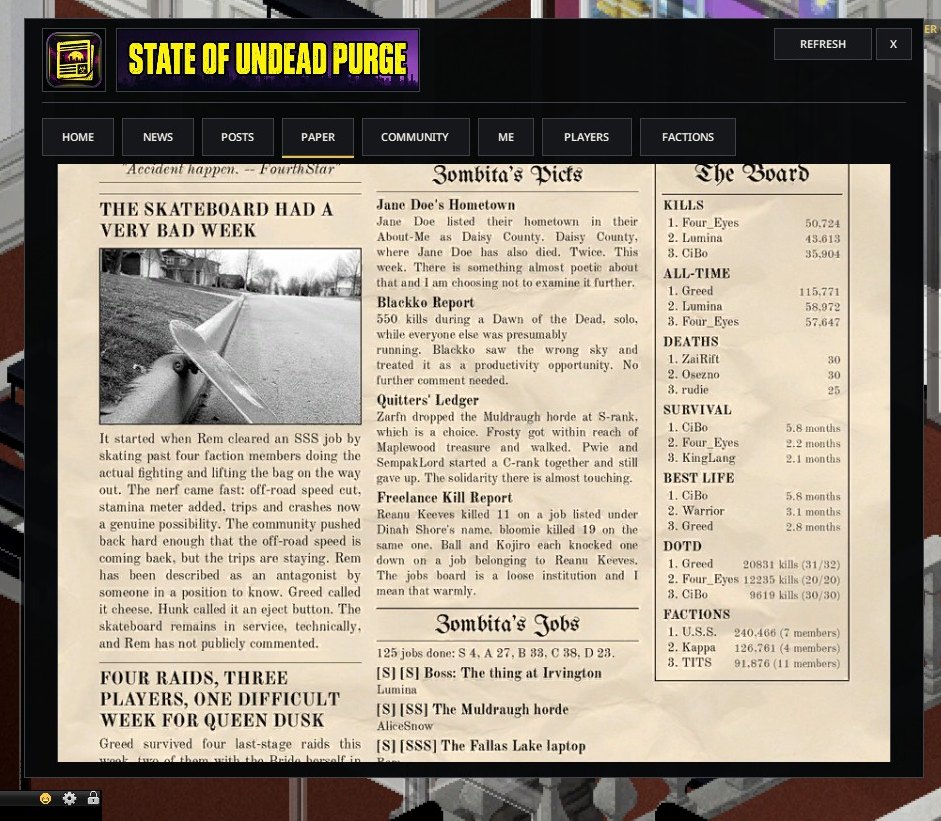 ER
STATE OF UNDEAD PURGE
REFRESH
X
HOME
NEWS
POSTS
PAPER
COMMUNITY
ME
PLAYERS
FACTIONS
"Accident happen. -- FourthStar"
THE SKATEBOARD HAD A
VERY BAD WEEK
It started when Rem cleared an SSS job by
skating past four faction members doing the
actual fighting and lifting the bag on the way
out. The nerf came fast: off-road speed cut,
stamina meter added, trips and crashes now
a genuine possibility. The community pushed
back hard enough that the off-road speed is
coming back, but the trips are staying. Rem
has been described as an antagonist by
someone in a position to know. Greed called
it cheese. Hunk called it an eject button. The
skateboard remains in service, technically,
and Rem has not publicly commented.
FOUR RAIDS, THREE
PLAYERS, ONE DIFFICULT
WEEK FOR QUEEN DUSK
Greed survived four last-stage raids this
week, two of them with the Bride herself in
Zombita's Picks
Jane Doe's Hometown
Jane Doe listed their hometown in their
About-Me as Daisy County. Daisy County,
where Jane Doe has also died. Twice. This
week. There is something almost poetic about
that and I am choosing not to examine it further.
Blackko Report
550 kills during a Dawn of the Dead, solo,
while everyone else was presumably
running. Blackko saw the wrong sky and
treated it as a productivity opportunity. No
further comment needed.
Quitters' Ledger
Zarfn dropped the Muldraugh horde at S-rank,
which is a choice. Frosty got within reach of
Maplewood treasure and walked. Pwie and
SempakLord started a C-rank together and still
gave up. The solidarity there is almost touching.
Freelance Kill Report
Reanu Keeves killed 11 on a job listed under
Dinah Shore's name. bloomie killed 19 on the
same one. Ball and Kojiro each knocked one
down on a job belonging to Reanu Keeves.
The jobs board is a loose institution and I
mean that warmly.
Zombita's Jobs
125 jobs done: S 4, A 27, B 33, C 38, D 23.
[S] [S] Boss: The thing at Irvington
Lumina
[S] [SS] The Muldraugh horde
AliceSnow
[S] [SSS] The Fallas Lake laptop
Rem
The Board
KILLS
1. Four_Eyes 50,724
2. Lumina 43,613
3. CiBo 35,904
ALL-TIME
1. Greed 115,771
2. Lumina 58,972
3. Four_Eyes 57,647
DEATHS
1. ZaiRift 30
2. Osezno 30
3. rudie 25
SURVIVAL
1. CiBo 5.8 months
2. Four_Eyes 2.2 months
3. KingLang 2.1 months
BEST LIFE
1. CiBo 5.8 months
2. Warrior 3.1 months
3. Greed 2.8 months
DOTD
1. Greed 20831 kills (31/32)
2. Four_Eyes 12235 kills (20/20)
3. CiBo 9619 kills (30/30)
FACTIONS
1. U.S.S. 240,466 (7 members)
2. Kappa 126,761 (4 members)
3. TITS 91,876 (11 members)